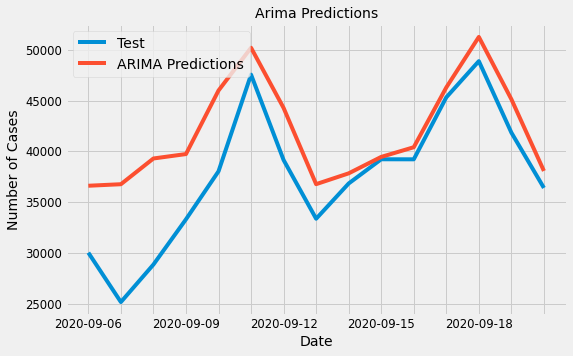 Arima Predictions
Test
ARIMA Predictions
Number of Cases
50000
45000
40000
35000
30000
25000
2020-09-06 2020-09-09 2020-09-12 2020-09-15 2020-09-18
Date